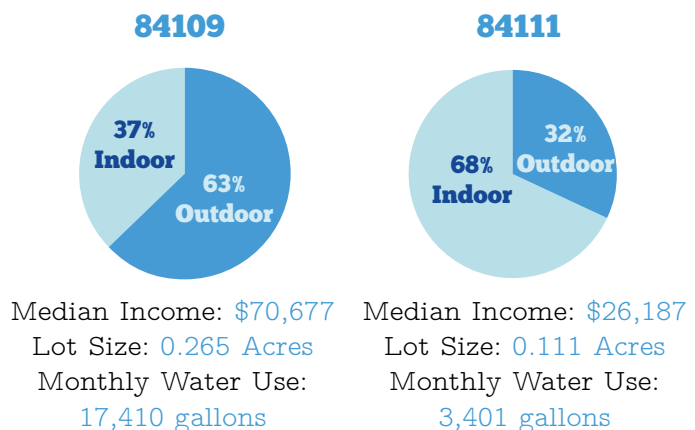 84109
37%
Indoor
63%
Outdoor
Median Income: $70,677
Lot Size: 0.265 Acres
Monthly Water Use:
17,410 gallons
84111
32%
Outdoor
68%
Indoor
Median Income: $26,187
Lot Size: 0.111 Acres
Monthly Water Use:
3,401 gallons